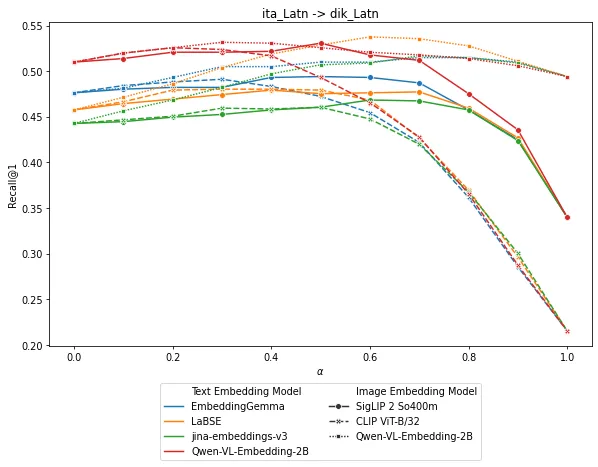 ita_Latn -> dik_Latn
Recall@1
0.55
0.50
0.45
0.40
0.35
0.30
0.25
0.20
0.0 0.2 0.4 0.6 0.8 1.0
α
Text Embedding Model Image Embedding Model
EmbeddingGemma SigLIP 2 So400m
LaBSE CLIP ViT-B/32
jina-embeddings-v3 Qwen-VL-Embedding-2B
Qwen-VL-Embedding-2B